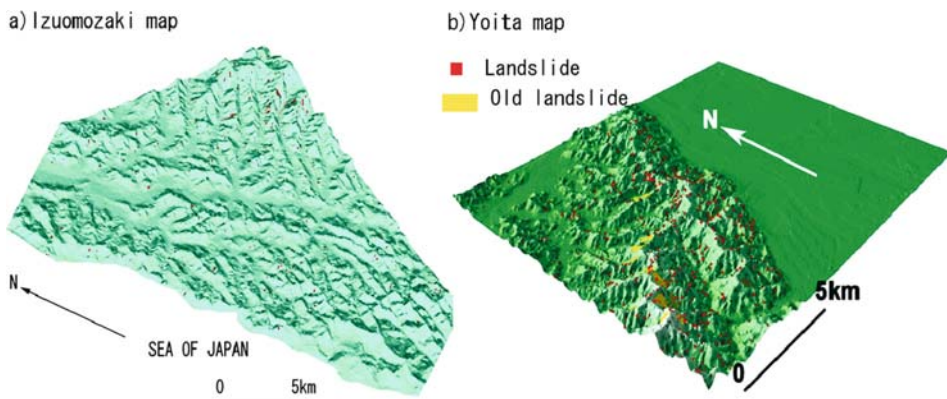 a)Izuomozaki map
N
SEA OF JAPAN
0 5km
b)Yoita map
Landslide
Old landslide
N
5km
0